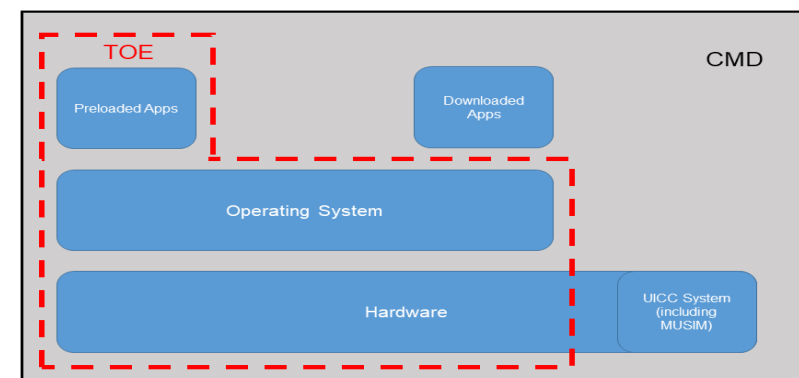 TOE
CMD
Preloaded Apps
Downloaded
Apps
Operating System
Hardware
UICC System
(including
MUSIM)